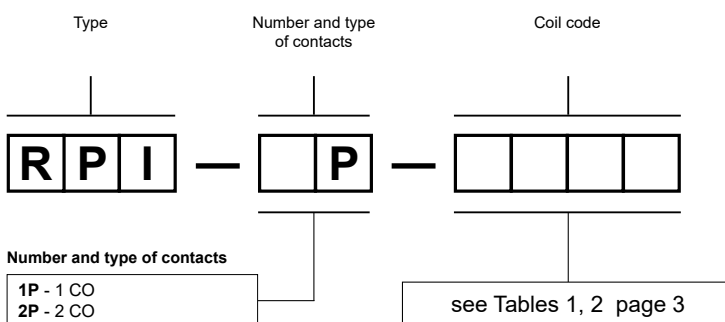 Type
Number and type
of contacts
Coil code
R P I — P —
Number and type of contacts
1P - 1 CO
2P - 2 CO
see Tables 1, 2 page 3